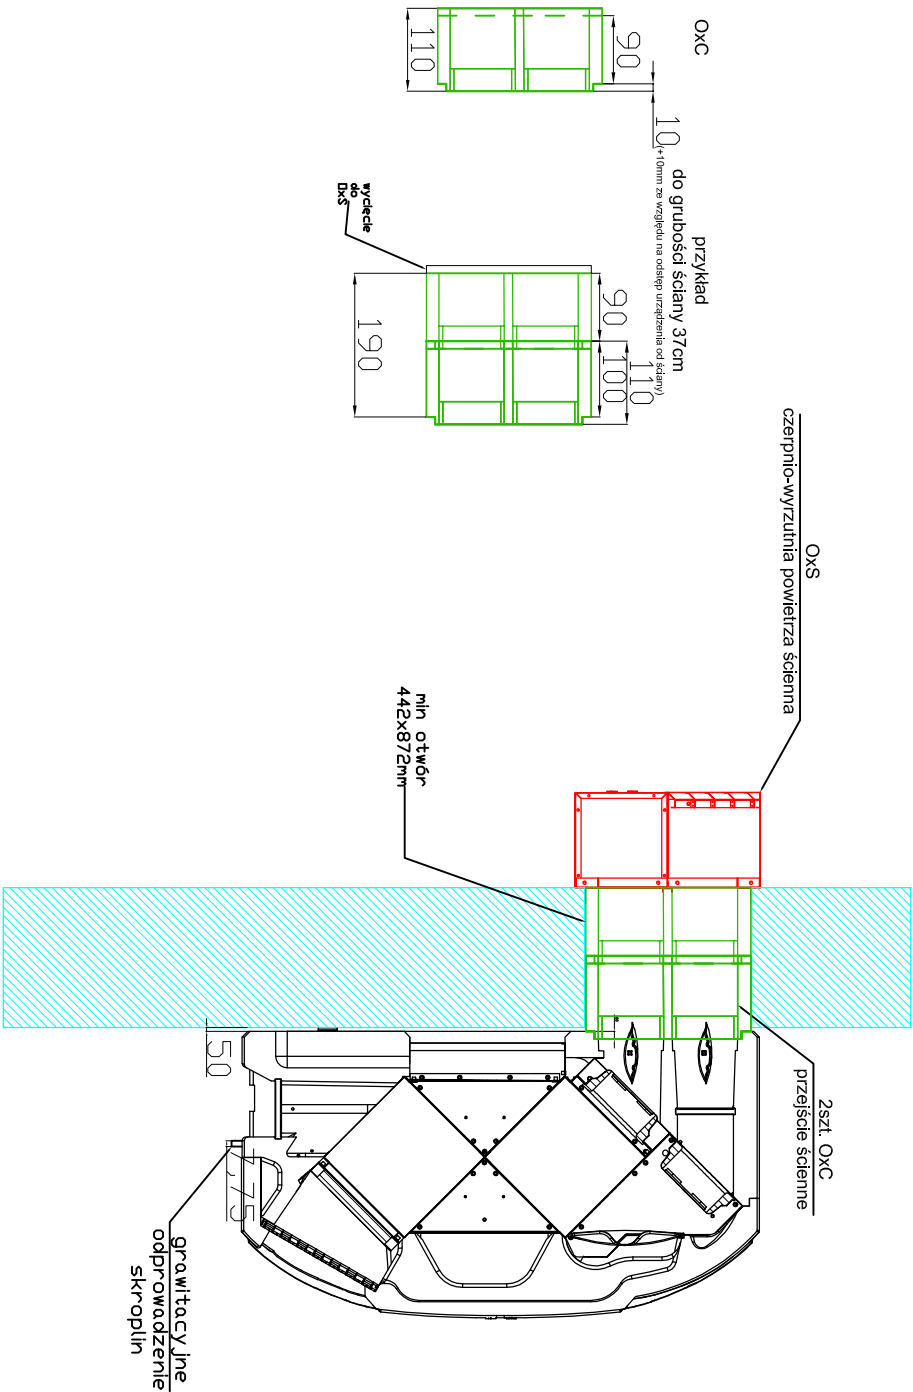 OxC
90
110
10
(+10mm ze względu na odstęp urządzenia od ściany)
przykład
do grubości ściany 37cm
wycięcie
do
OxS
90
110
100
190
OxS
czerpnio-wyrzutnia powietrza ścienna
min otwór
442x872mm
2szt. OxC
przejście ścienne
50
grawitacyjne
odprowadzenie
skroplin